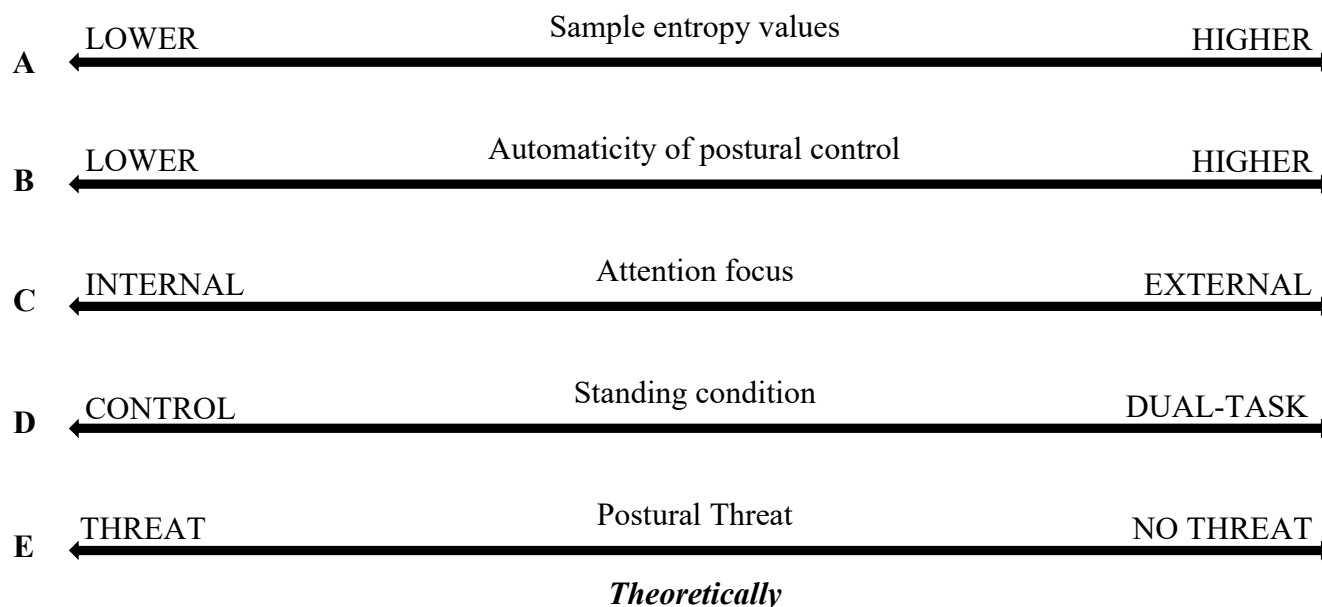 Sample entropy values
LOWER HIGHER
A
Automaticity of postural control
LOWER HIGHER
B
Attention focus
INTERNAL EXTERNAL
C
Standing condition
CONTROL DUAL-TASK
D
Postural Threat
THREAT NO THREAT
E
Theoretically